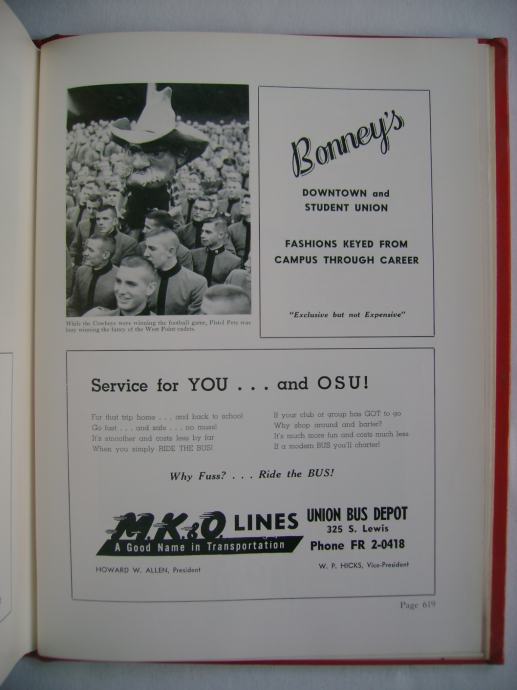 While the Cowboys were winning the football game, Pistol Pete was
busy winning the fancy of the West Point cadets.
Bonney's
DOWNTOWN and
STUDENT UNION
FASHIONS KEYED FROM
CAMPUS THROUGH CAREER
"Exclusive but not Expensive"
Service for YOU . . . and OSU!
For that trip home . . . and back to school
Go fast . . . and safe . . . no muss!
It's smoother and costs less by far
When you simply RIDE THE BUS!
If your club or group has GOT to go
Why shop around and barter?
It's much more fun and costs much less
If a modern BUS you'll charter!
Why Fuss? . . . Ride the BUS!
M.K.&O. LINES
A Good Name in Transportation
HOWARD W. ALLEN, President
UNION BUS DEPOT
325 S. Lewis
Phone FR 2-0418
W. P. HICKS, Vice-President
Page 619